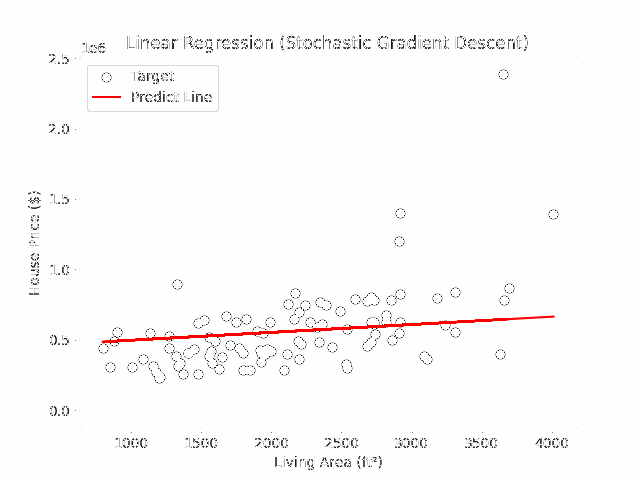 Linear Regression (Stochastic Gradient Descent)
1e6
2.5
2.0
1.5
1.0
0.5
0.0
House Price ($)
Target
Predict Line
1000 1500 2000 2500 3000 3500 4000
Living Area (ft²)